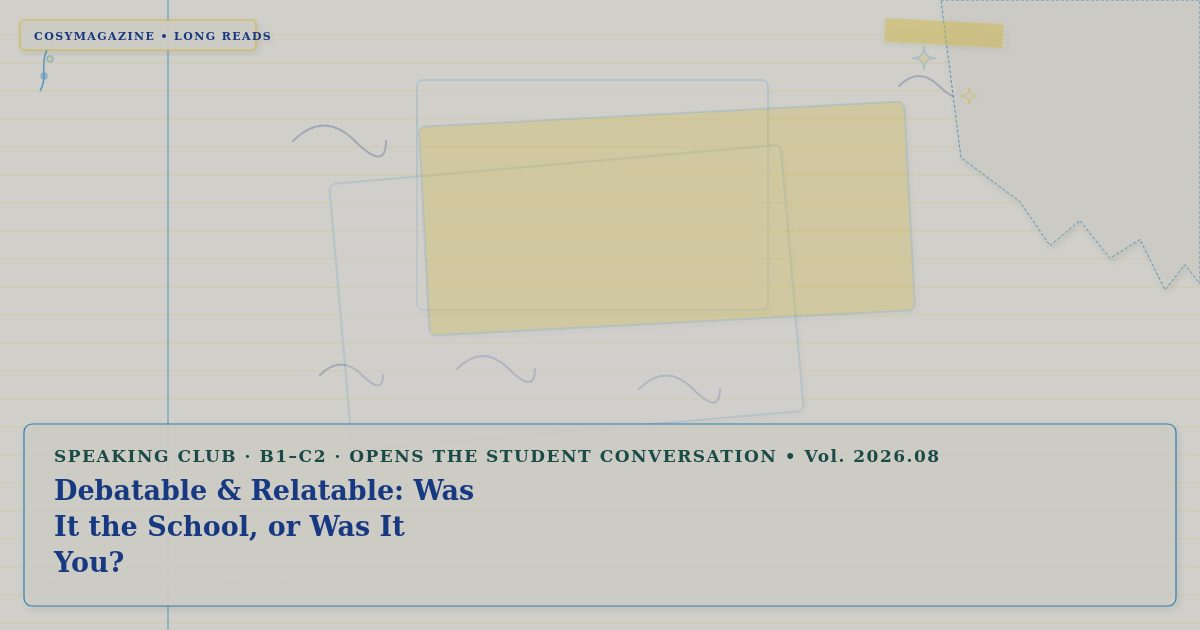 COSYMAGAZINE • LONG READS
SPEAKING CLUB · B1–C2 · OPENS THE STUDENT CONVERSATION • Vol. 2026.08
Debatable & Relatable: Was
It the School, or Was It
You?